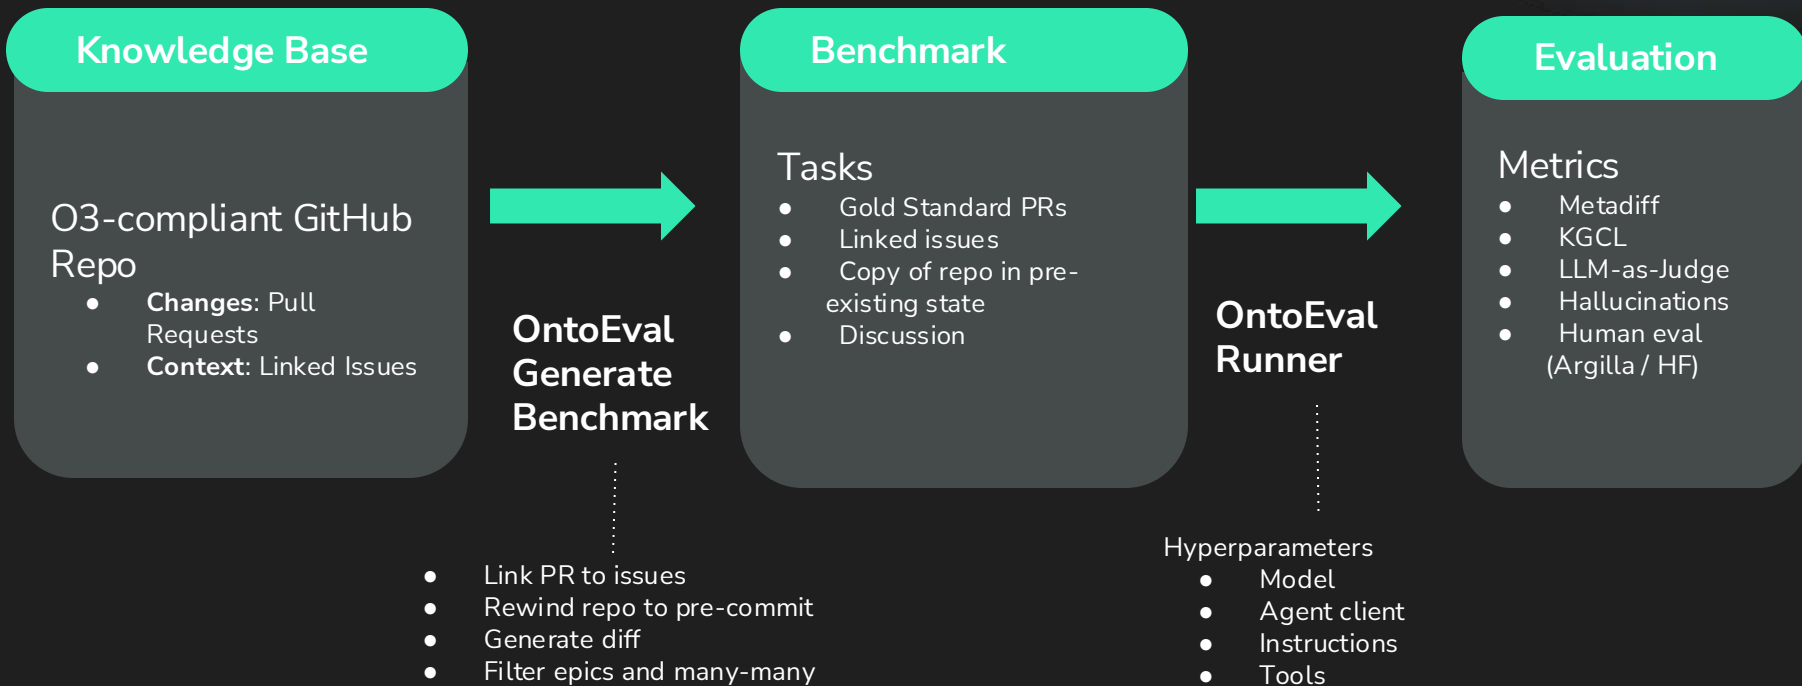 Knowledge Base
O3-compliant GitHub
Repo
● Changes: Pull
Requests
● Context: Linked Issues
OntoEval
Generate
Benchmark
● Link PR to issues
● Rewind repo to pre-commit
● Generate diff
● Filter epics and many-many
Benchmark
Tasks
● Gold Standard PRs
● Linked issues
● Copy of repo in pre-
existing state
● Discussion
OntoEval
Runner
Hyperparameters
● Model
● Agent client
● Instructions
● Tools
Evaluation
Metrics
● Metadiff
● KGCL
● LLM-as-Judge
● Hallucinations
● Human eval
(Argilla / HF)